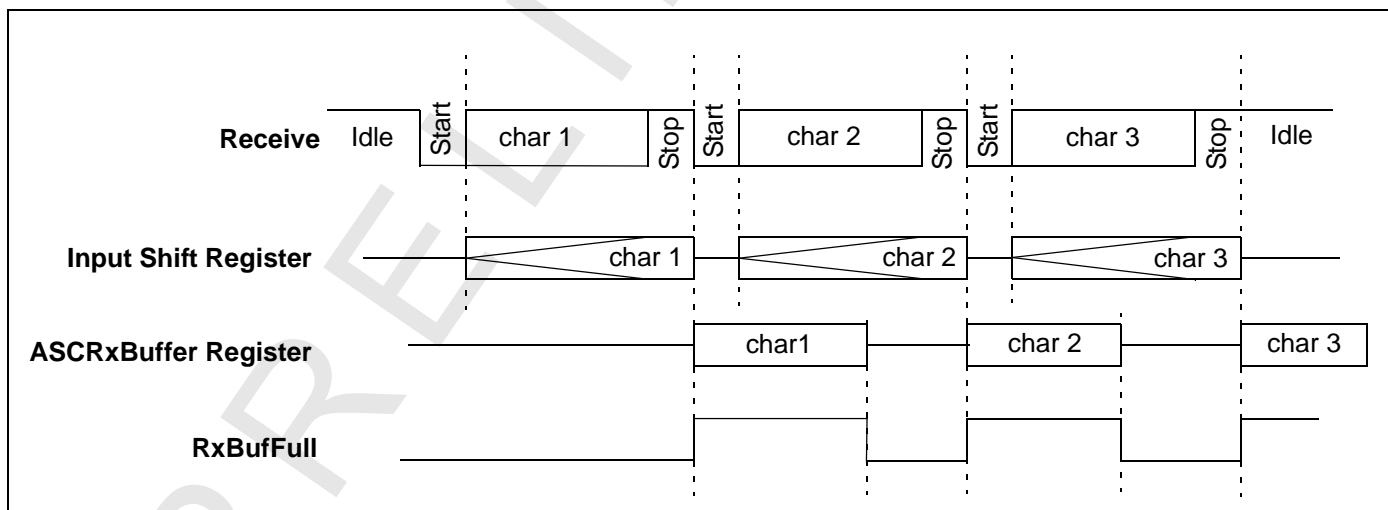 Receive Idle Start char 1 Stop Start char 2 Stop Start char 3 Stop Idle
Input Shift Register char 1 char 2 char 3
ASCRxBuffer Register char1 char 2 char 3
RxBufFull
P R E L I